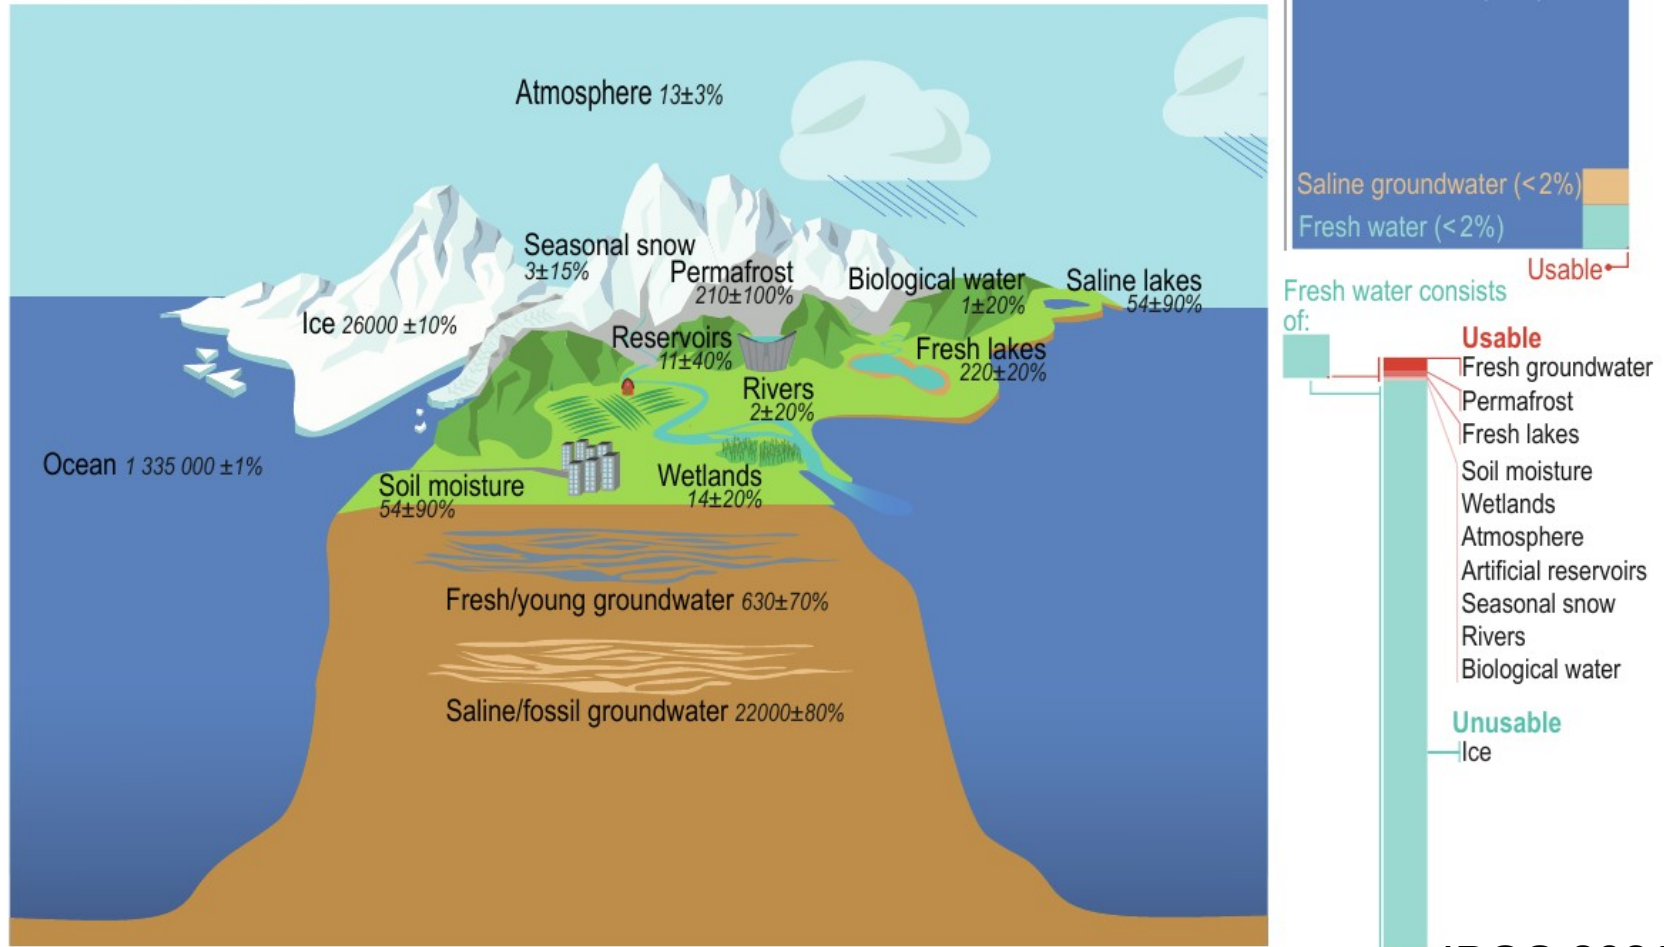 Atmosphere 13±3%
Seasonal snow
3±15%
Permafrost
210±100%
Biological water
1±20%
Saline lakes
54±90%
Ice 26000 ±10%
Reservoirs
11±40%
Fresh lakes
220±20%
Rivers
2±20%
Ocean 1 335 000 ±1%
Soil moisture
54±90%
Wetlands
14±20%
Fresh/young groundwater 630±70%
Saline/fossil groundwater 22000±80%
Saline groundwater (<2%)
Fresh water (<2%)
Usable
Fresh water consists
of:
Usable
Fresh groundwater
Permafrost
Fresh lakes
Soil moisture
Wetlands
Atmosphere
Artificial reservoirs
Seasonal snow
Rivers
Biological water
Unusable
Ice